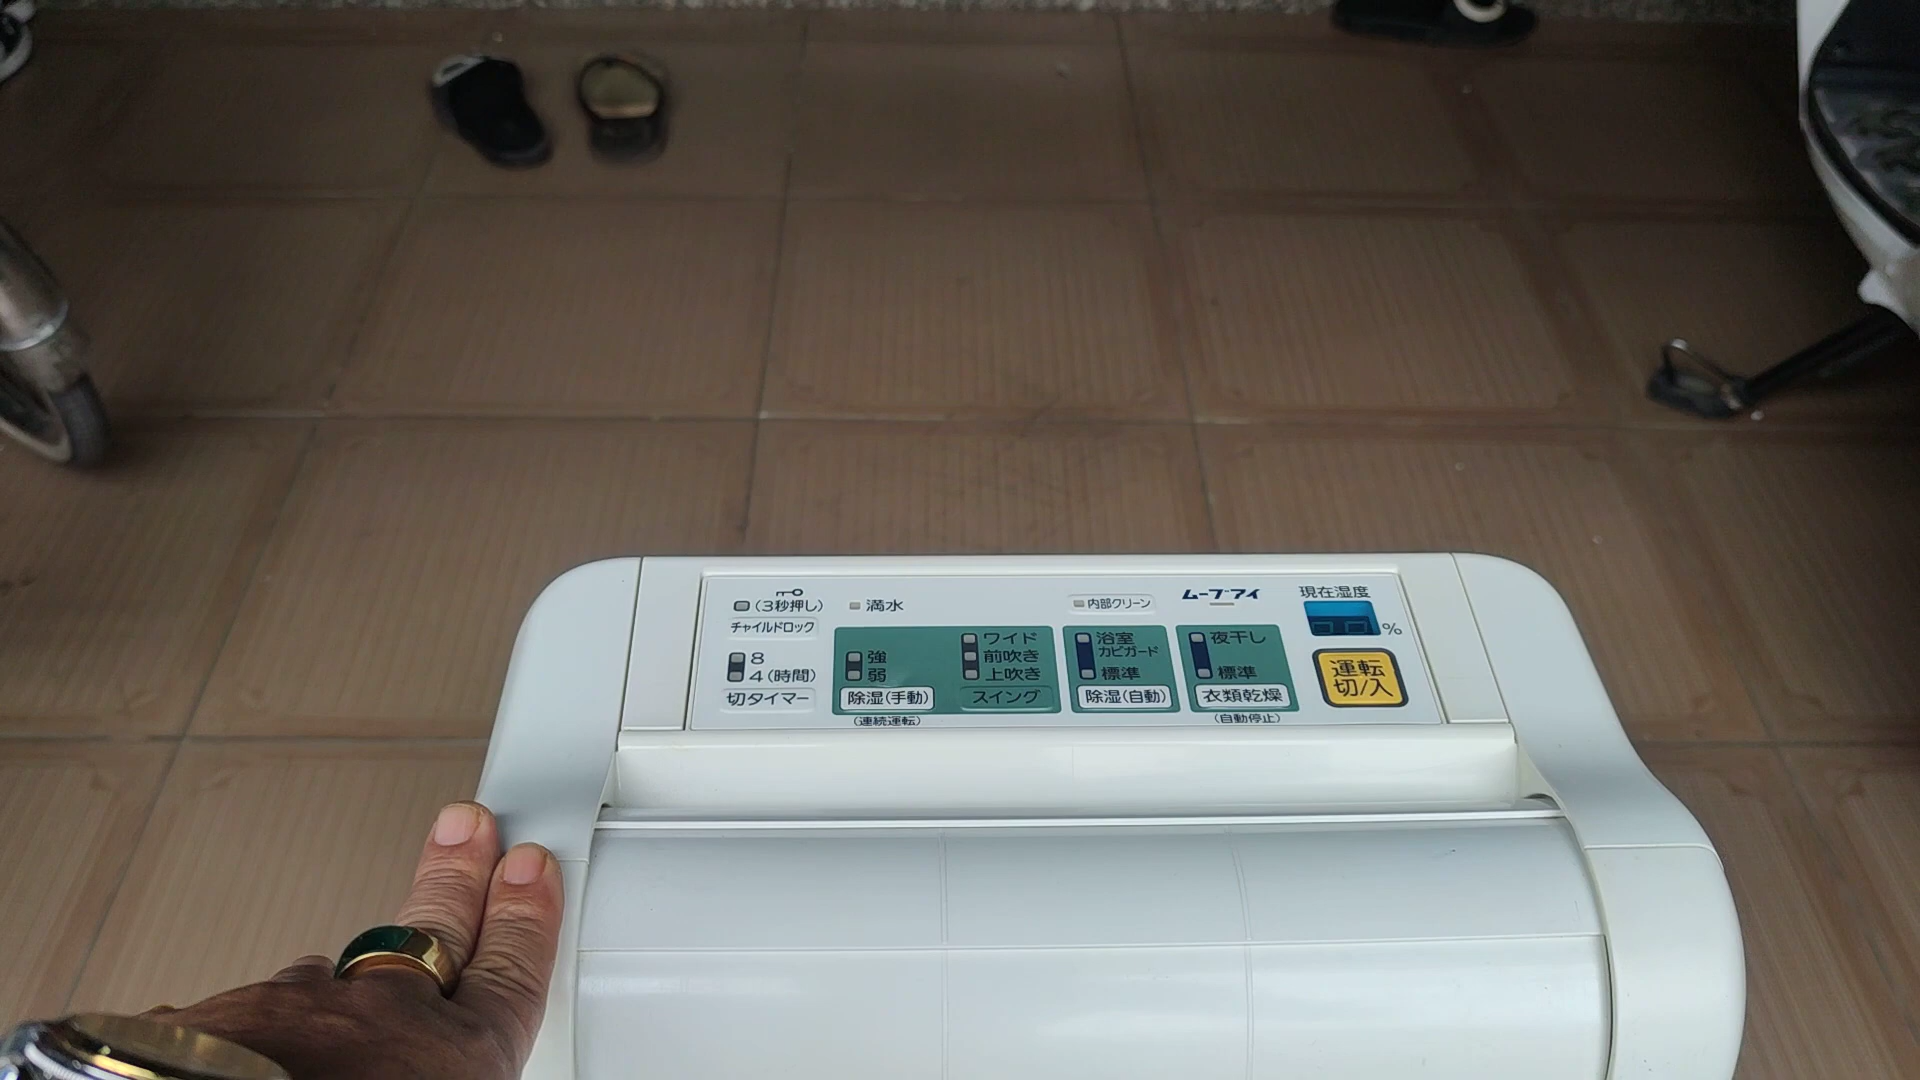 (3秒押し)
チャイルドロック
満水
内部クリーン
ムーブアイ
現在湿度
%
8
4(時間)
切タイマー
強
弱
除湿(手動)
(連続運転)
ワイド
前吹き
上吹き
スイング
浴室
カビガード
標準
除湿(自動)
夜干し
標準
衣類乾燥
(自動停止)
運転
切/入